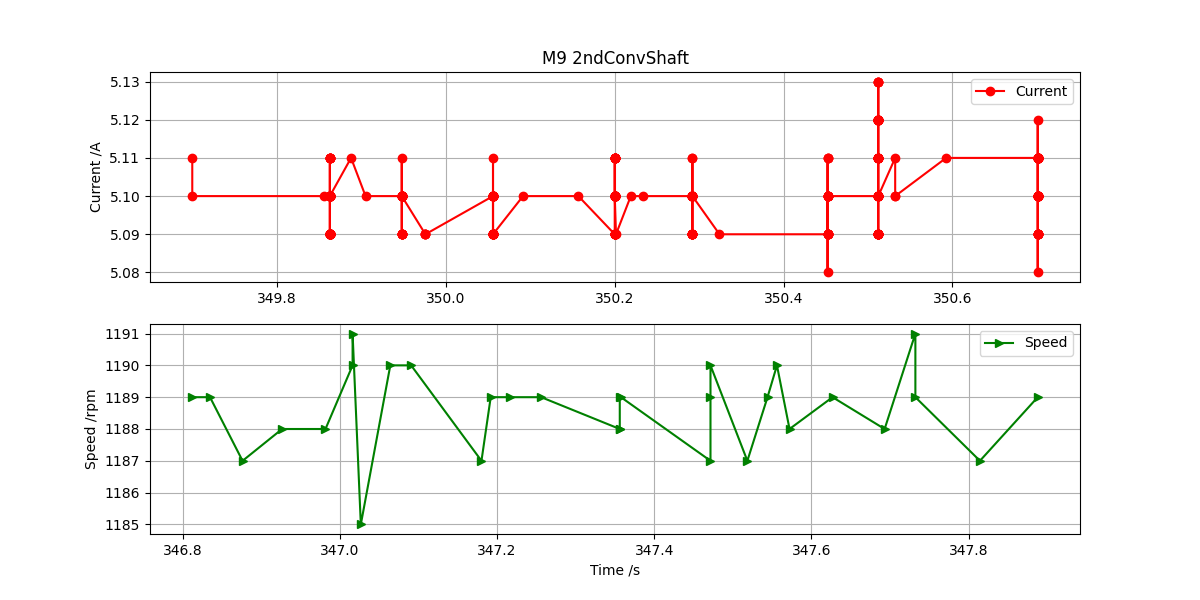 M9 2ndConvShaft
Current /A
5.13
5.12
5.11
5.10
5.09
5.08
Current
349.8 350.0 350.2 350.4 350.6
Speed /rpm
1191
1190
1189
1188
1187
1186
1185
Speed
346.8 347.0 347.2 347.4 347.6 347.8
Time /s